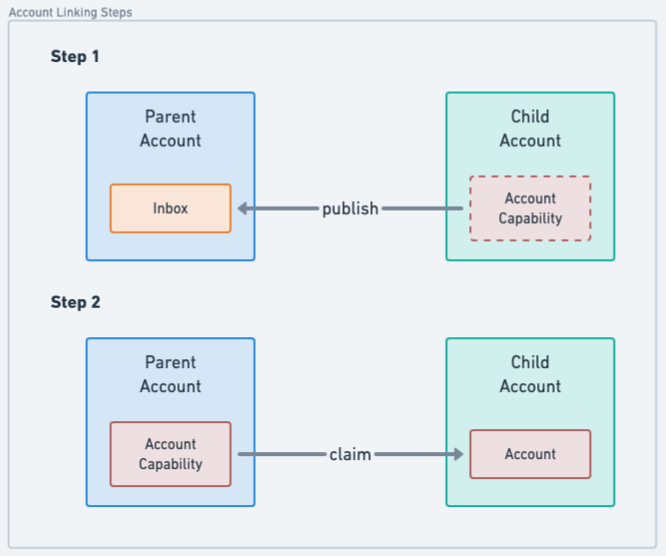 Account Linking Steps
Step 1
Parent
Account
Inbox
publish
Child
Account
Account
Capability
Step 2
Parent
Account
Account
Capability
claim
Child
Account
Account